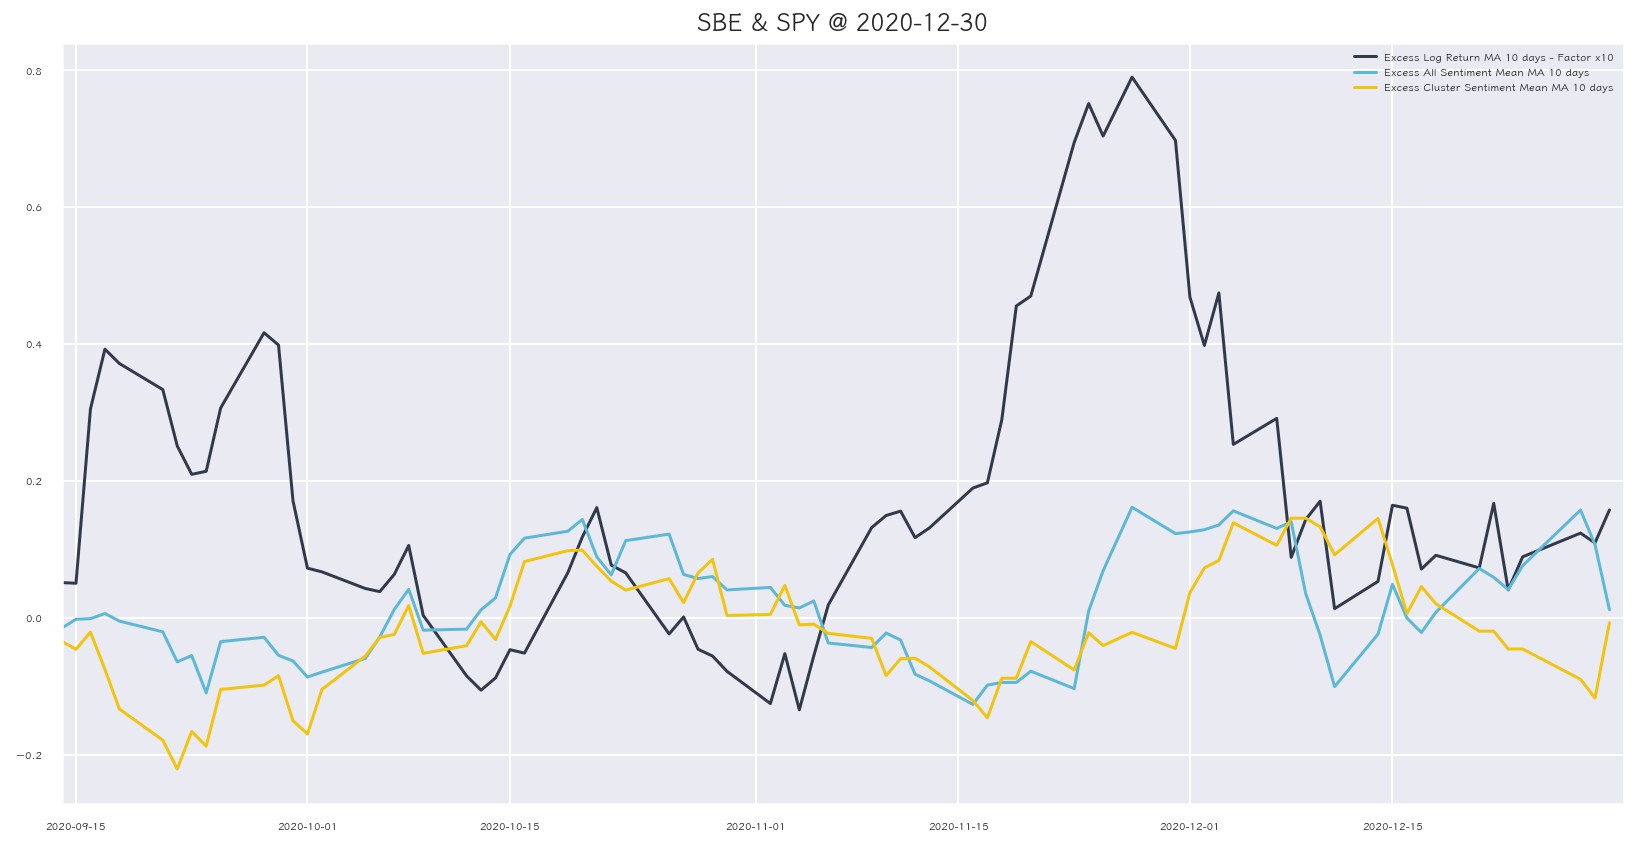 SBE & SPY @ 2020-12-30
Excess Log Return MA 10 days - Factor x10
Excess All Sentiment Mean MA 10 days
Excess Cluster Sentiment Mean MA 10 days
0.8
0.6
0.4
0.2
0.0
−0.2
2020-09-15 2020-10-01 2020-10-15 2020-11-01 2020-11-15 2020-12-01 2020-12-15